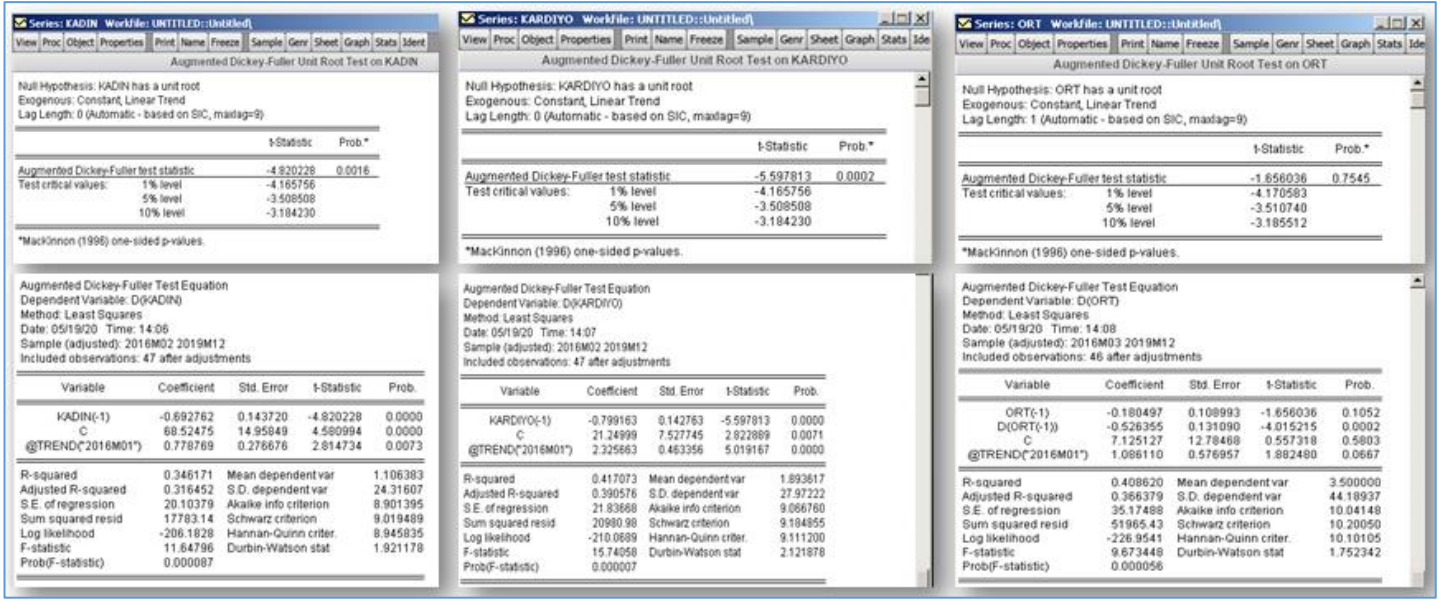 Series: KADIN Workfile: UNTITLED::Untitled\
View Proc Object Properties Print Name Freeze Sample Genr Sheet Graph Stats Ident
Augmented Dickey-Fuller Unit Root Test on KADIN
Null Hypothesis: KADIN has a unit root
Exogenous: Constant, Linear Trend
Lag Length: 0 (Automatic - based on SIC, maxlag=9)
t-Statistic Prob.*
Augmented Dickey-Fuller test statistic -4.820228 0.0016
Test critical values: 1% level -4.165756
5% level -3.508508
10% level -3.184230
*MacKinnon (1996) one-sided p-values.
Augmented Dickey-Fuller Test Equation
Dependent Variable: D(KADIN)
Method: Least Squares
Date: 05/19/20 Time: 14:06
Sample (adjusted): 2016M02 2019M12
Included observations: 47 after adjustments
Variable Coefficient Std. Error t-Statistic Prob.
KADIN(-1) -0.692762 0.143720 -4.820228 0.0000
C 68.52475 14.95849 4.580994 0.0000
@TREND("2016M01") 0.778769 0.276676 2.814734 0.0073
R-squared 0.346171 Mean dependent var 1.106383
Adjusted R-squared 0.316452 S.D. dependent var 24.31607
S.E. of regression 20.10379 Akaike info criterion 8.901395
Sum squared resid 17783.14 Schwarz criterion 9.019489
Log likelihood -206.1828 Hannan-Quinn criter. 8.945835
F-statistic 11.64796 Durbin-Watson stat 1.921178
Prob(F-statistic) 0.000087
Series: KARDIYO Workfile: UNTITLED::Untitled\
View Proc Object Properties Print Name Freeze Sample Genr Sheet Graph Stats Ide
Augmented Dickey-Fuller Unit Root Test on KARDIYO
Null Hypothesis: KARDIYO has a unit root
Exogenous: Constant, Linear Trend
Lag Length: 0 (Automatic - based on SIC, maxlag=9)
t-Statistic Prob.*
Augmented Dickey-Fuller test statistic -5.597813 0.0002
Test critical values: 1% level -4.165756
5% level -3.508508
10% level -3.184230
*MacKinnon (1996) one-sided p-values.
Augmented Dickey-Fuller Test Equation
Dependent Variable: D(KARDIYO)
Method: Least Squares
Date: 05/19/20 Time: 14:07
Sample (adjusted): 2016M02 2019M12
Included observations: 47 after adjustments
Variable Coefficient Std. Error t-Statistic Prob.
KARDIYO(-1) -0.799163 0.142763 -5.597813 0.0000
C 21.24999 7.527745 2.822889 0.0071
@TREND("2016M01") 2.325663 0.463356 5.019167 0.0000
R-squared 0.417073 Mean dependent var 1.893617
Adjusted R-squared 0.390576 S.D. dependent var 27.97222
S.E. of regression 21.83668 Akaike info criterion 9.066760
Sum squared resid 20980.98 Schwarz criterion 9.184855
Log likelihood -210.0689 Hannan-Quinn criter. 9.111200
F-statistic 15.74058 Durbin-Watson stat 2.121878
Prob(F-statistic) 0.000007
Series: ORT Workfile: UNTITLED::Untitled\
View Proc Object Properties Print Name Freeze Sample Genr Sheet Graph Stats Ide
Augmented Dickey-Fuller Unit Root Test on ORT
Null Hypothesis: ORT has a unit root
Exogenous: Constant, Linear Trend
Lag Length: 1 (Automatic - based on SIC, maxlag=9)
t-Statistic Prob.*
Augmented Dickey-Fuller test statistic -1.656036 0.7545
Test critical values: 1% level -4.170583
5% level -3.510740
10% level -3.185512
*MacKinnon (1996) one-sided p-values.
Augmented Dickey-Fuller Test Equation
Dependent Variable: D(ORT)
Method: Least Squares
Date: 05/19/20 Time: 14:08
Sample (adjusted): 2016M03 2019M12
Included observations: 46 after adjustments
Variable Coefficient Std. Error t-Statistic Prob.
ORT(-1) -0.180497 0.108993 -1.656036 0.1052
D(ORT(-1)) -0.526355 0.131090 -4.015215 0.0002
C 7.125127 12.78468 0.557318 0.5803
@TREND("2016M01") 1.086110 0.576957 1.882480 0.0667
R-squared 0.408620 Mean dependent var 3.500000
Adjusted R-squared 0.366379 S.D. dependent var 44.18937
S.E. of regression 35.17488 Akaike info criterion 10.04148
Sum squared resid 51965.43 Schwarz criterion 10.20050
Log likelihood -226.9541 Hannan-Quinn criter. 10.10105
F-statistic 9.673448 Durbin-Watson stat 1.752342
Prob(F-statistic) 0.000056